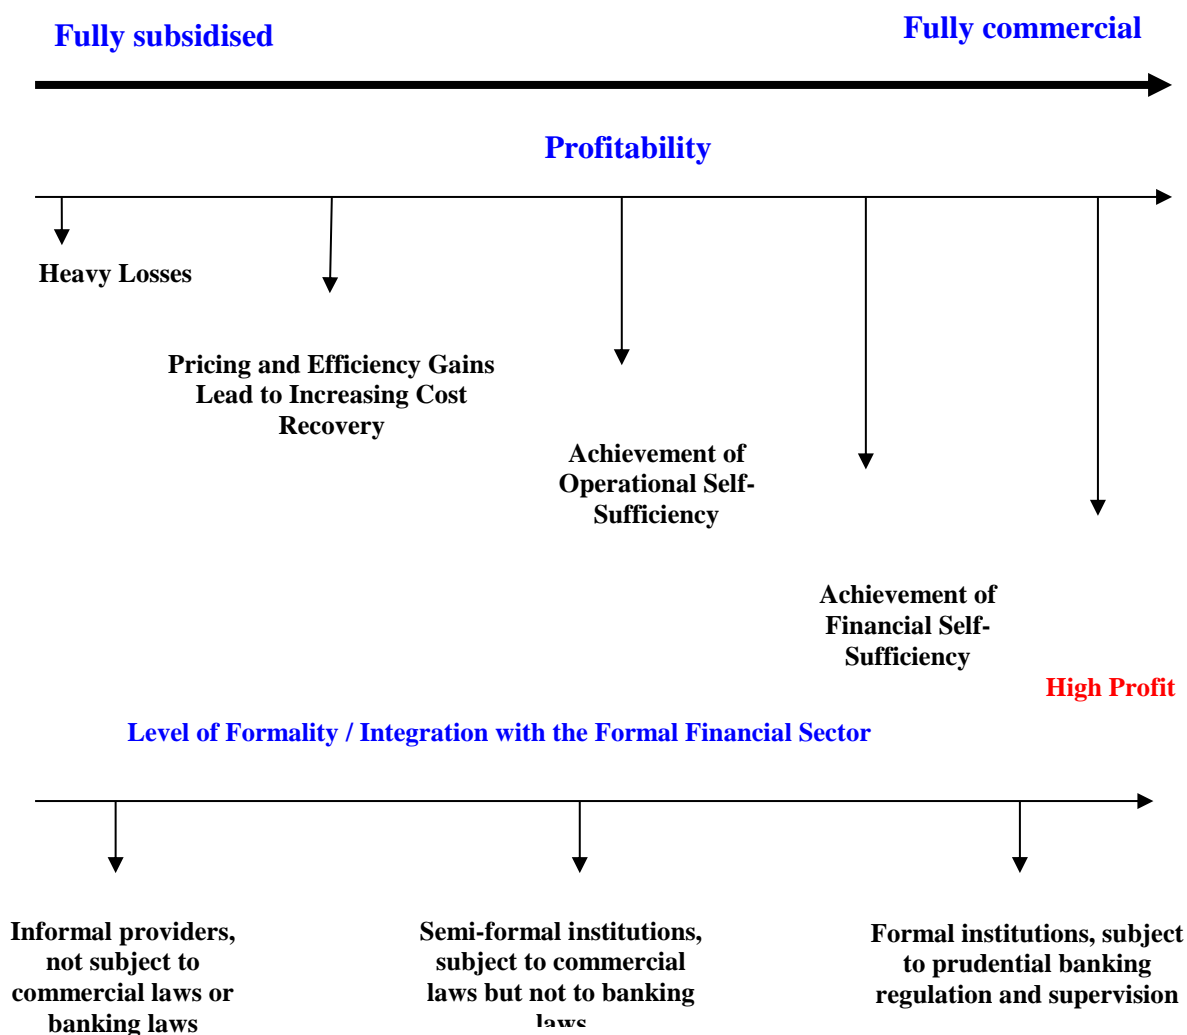 Fully subsidised
Fully commercial
Profitability
Heavy Losses
Pricing and Efficiency Gains
Lead to Increasing Cost
Recovery
Achievement of
Operational Self-
Sufficiency
Achievement of
Financial Self-
Sufficiency
High Profit
Level of Formality / Integration with the Formal Financial Sector
Informal providers,
not subject to
commercial laws or
banking laws
Semi-formal institutions,
subject to commercial
laws but not to banking
laws
Formal institutions, subject
to prudential banking
regulation and supervision